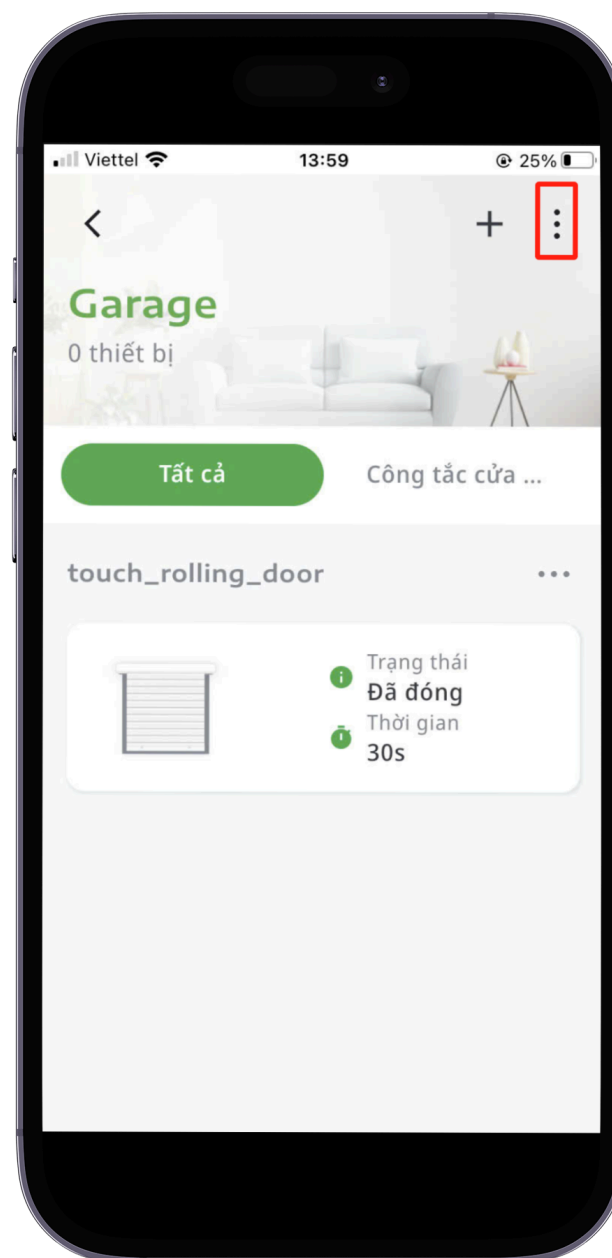 Viettel 13:59 25%
Garage
0 thiết bị
Tất cả Công tắc cửa ...
touch_rolling_door
Trạng thái
Đã đóng
Thời gian
30s